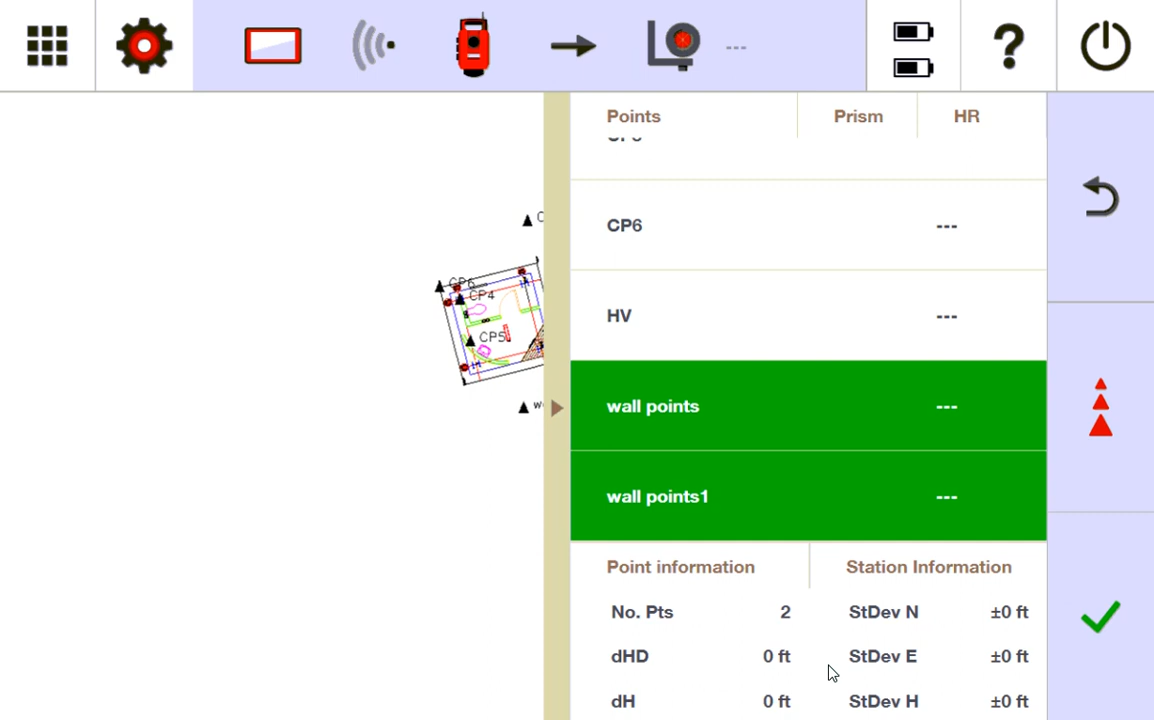 ?
---
Points Prism HR
CP6 ---
HV ---
wall points ---
wall points1 ---
Point information Station Information
No. Pts 2 StDev N ±0 ft
dHD 0 ft StDev E ±0 ft
dH 0 ft StDev H ±0 ft
CP6
CP4
CP5